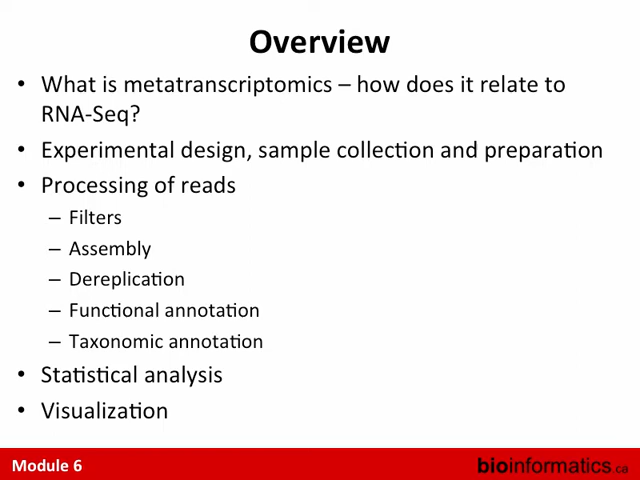 Overview
• What is metatranscriptomics – how does it relate to
RNA-Seq?
• Experimental design, sample collection and preparation
• Processing of reads
– Filters
– Assembly
– Dereplication
– Functional annotation
– Taxonomic annotation
• Statistical analysis
• Visualization
Module 6
bioinformatics.ca